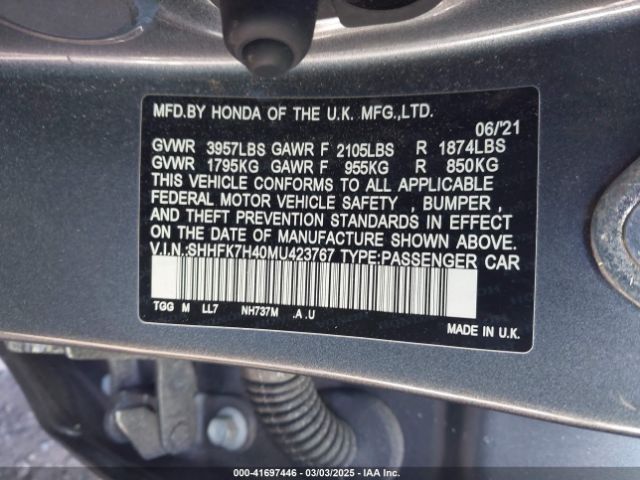 MFD.BY HONDA OF THE U.K. MFG.,LTD.
06/'21
GVWR 3957LBS GAWR F 2105LBS R 1874LBS
GVWR 1795KG GAWR F 955KG R 850KG
THIS VEHICLE CONFORMS TO ALL APPLICABLE
FEDERAL MOTOR VEHICLE SAFETY , BUMPER ,
AND THEFT PREVENTION STANDARDS IN EFFECT
ON THE DATE OF MANUFACTURE SHOWN ABOVE.
V.I.N.:SHHFK7H40MU423767 TYPE:PASSENGER CAR
TGG M LL7 NH737M .A.U
MADE IN U.K.
000-41697446 | 03/03/2025 — IAA Inc.